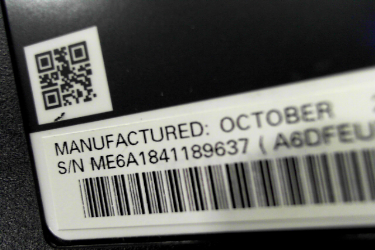 MANUFACTURED: OCTOBER
S/N ME6A1841189637 ( A6DFEU